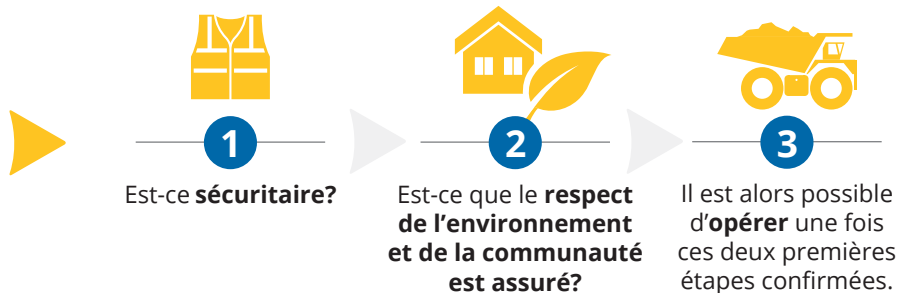 1
Est-ce sécuritaire?
2
Est-ce que le respect
de l’environnement
et de la communauté
est assuré?
3
Il est alors possible
d’opérer une fois
ces deux premières
étapes confirmées.